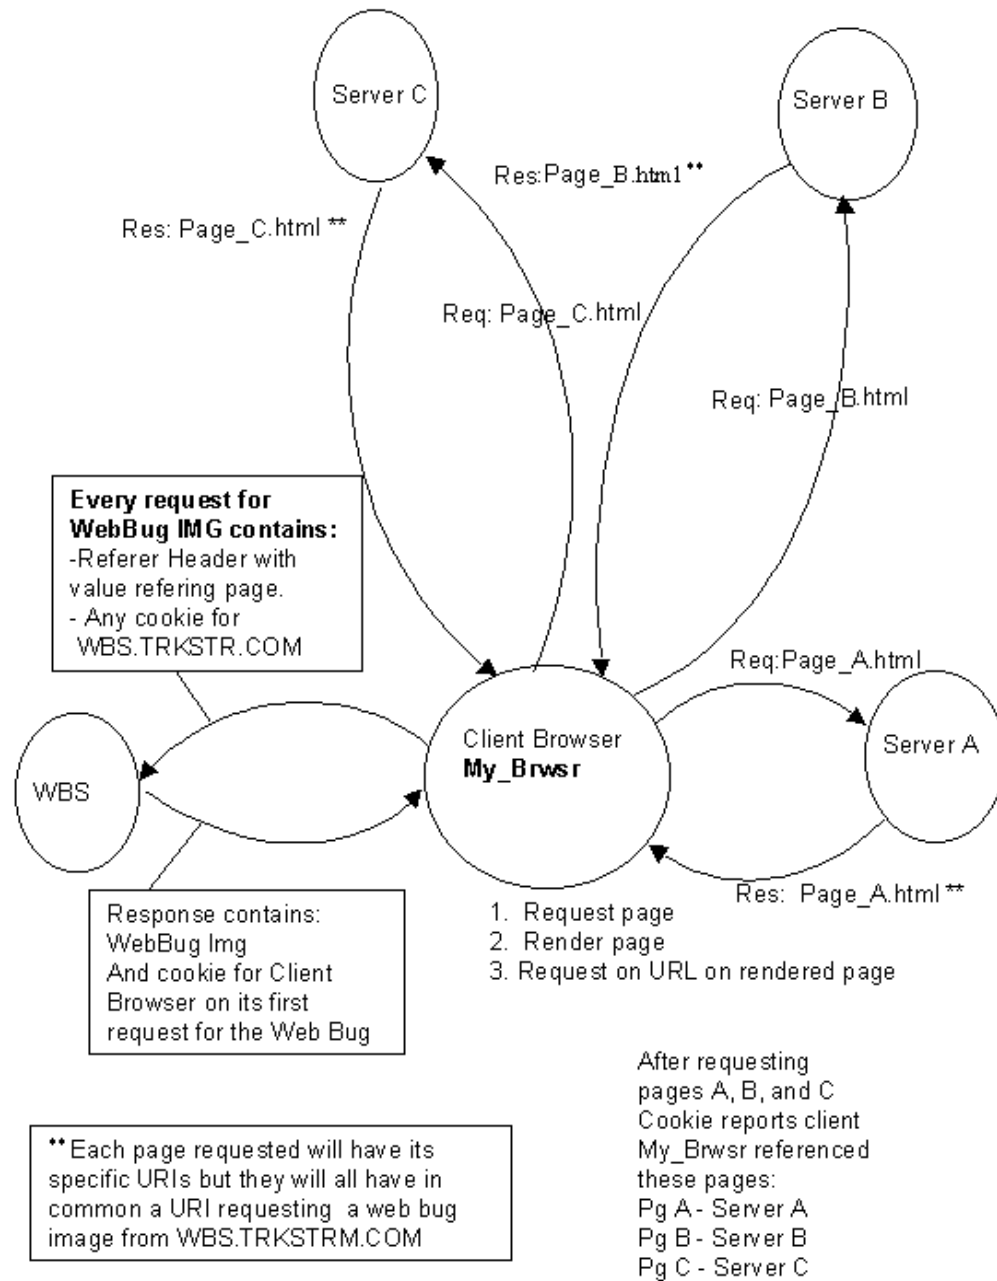 Server C
Server B
Res:Page_B.html**
Res: Page_C.html **
Req: Page_C.html
Req: Page_B.html
Every request for
WebBug IMG contains:
-Referer Header with
value refering page.
- Any cookie for
WBS.TRKSTR.COM
Req:Page_A.html
Client Browser
My_Brwsr
Server A
WBS
Res: Page_A.html **
Response contains:
WebBug Img
And cookie for Client
Browser on its first
request for the Web Bug
1. Request page
2. Render page
3. Request on URL on rendered page
After requesting
pages A, B, and C
Cookie reports client
My_Brwsr referenced
these pages:
Pg A - Server A
Pg B - Server B
Pg C - Server C
** Each page requested will have its
specific URIs but they will all have in
common a URI requesting a web bug
image from WBS.TRKSTRM.COM